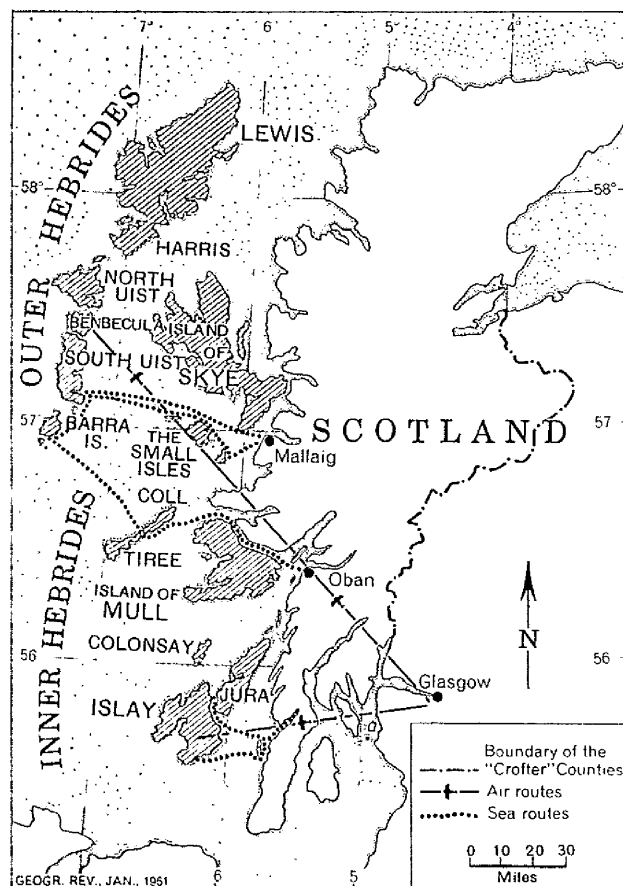 7°
6
5°
4°
OUTER HEBRIDES
LEWIS
58°
58°
HARRIS
NORTH
UIST
BENBECULA
ISLAND
OF
SKYE
SOUTH UIST
57
57
BARRA
IS.
THE
SMALL
ISLES
Mallaig
SCOTLAND
COLL
INNER HEBRIDES
TIREE
Oban
ISLAND OF
MULL
N
COLONSAY
56
56
JURA
ISLAY
Glasgow
Boundary of the
"Crofter" Counties
Air routes
Sea routes
0 10 20 30
Miles
GEOGR. REV., JAN., 1951
6
5